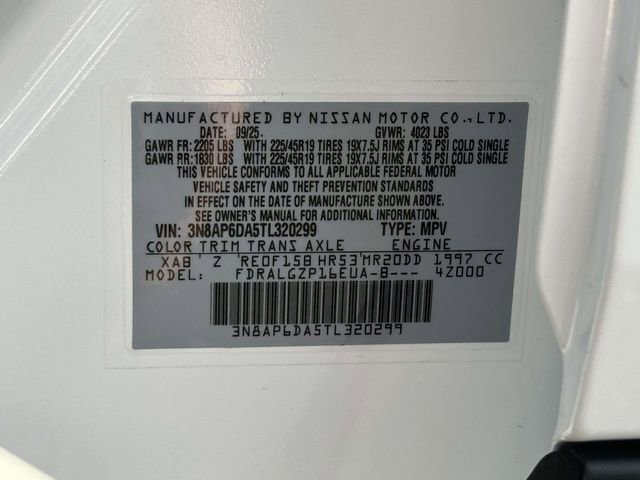 MANUFACTURED BY NISSAN MOTOR CO.,LTD.
DATE: 09/25. GVWR: 4023 LBS
GAWR FR: 2205 LBS WITH 225/45R19 TIRES 19X7.5J RIMS AT 35 PSI COLD SINGLE
GAWR RR: 1830 LBS WITH 225/45R19 TIRES 19X7.5J RIMS AT 35 PSI COLD SINGLE
THIS VEHICLE CONFORMS TO ALL APPLICABLE FEDERAL MOTOR
VEHICLE SAFETY AND THEFT PREVENTION STANDARDS
IN EFFECT ON THE DATE OF MANUFACTURE SHOWN ABOVE.
SEE OWNER'S MANUAL FOR ADDITIONAL INFORMATION.
VIN: 3N8AP6DA5TL320299 TYPE: MPV
COLOR TRIM TRANS AXLE ENGINE
XAB Z REOF15B HR53 MR20DD 1997 CC
MODEL: FDRALGZP16EUA-B--- 4Z000
3N8AP6DA5TL320299